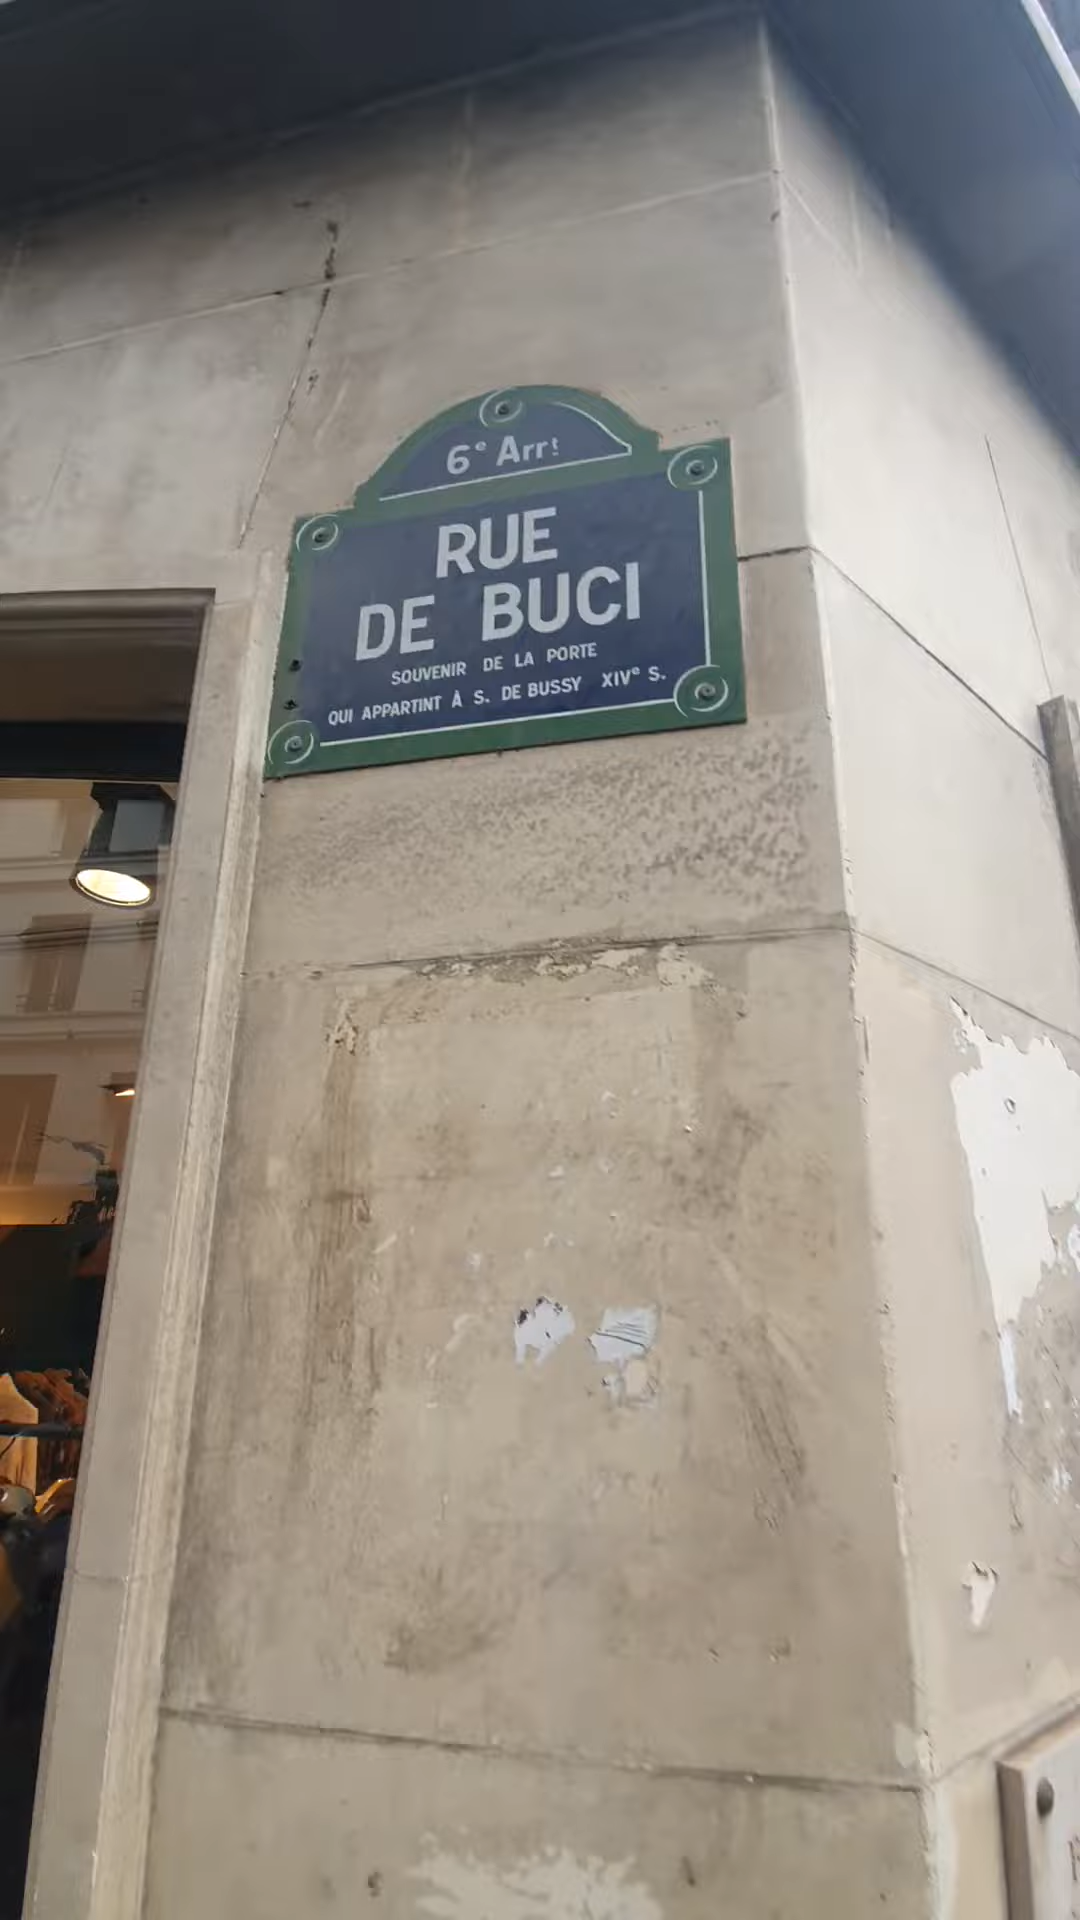 6e Arrt
RUE
DE BUCI
SOUVENIR DE LA PORTE
QUI APPARTINT À S. DE BUSSY XIVe S.